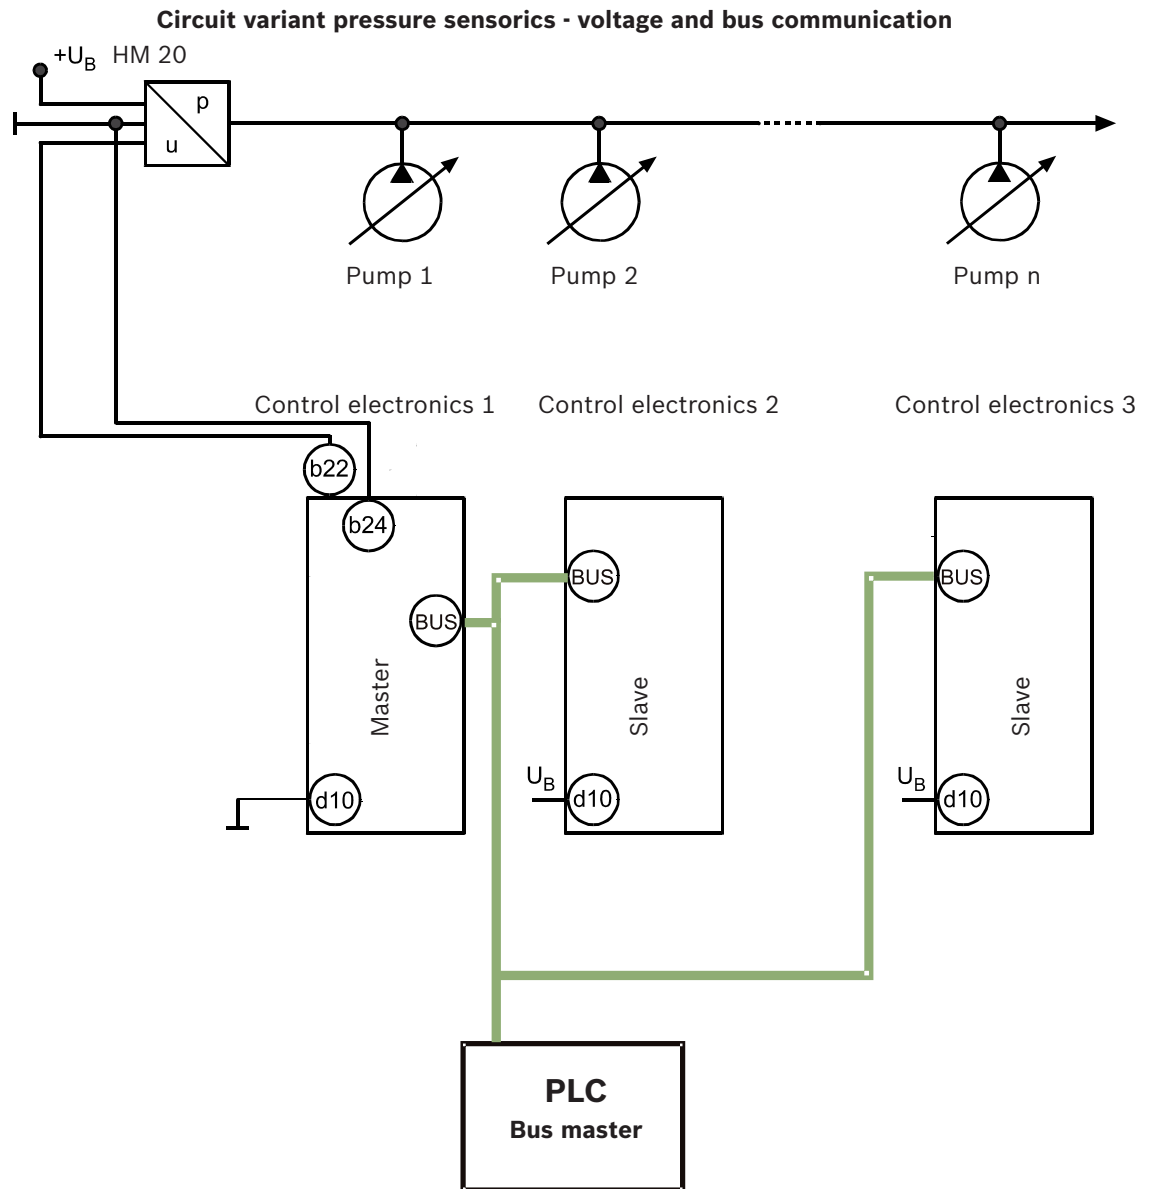 Circuit variant pressure sensorics - voltage and bus communication
+UB HM 20
p
u
Pump 1 Pump 2 Pump n
Control electronics 1 Control electronics 2 Control electronics 3
b22
b24
BUS BUS
BUS
Master
Slave
Slave
UB UB
d10 d10 d10
PLC
Bus master